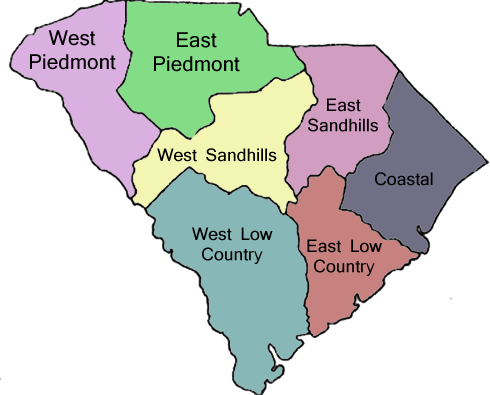 West
Piedmont
East
Piedmont
East
Sandhills
West Sandhills
Coastal
West Low
Country
East Low
Country